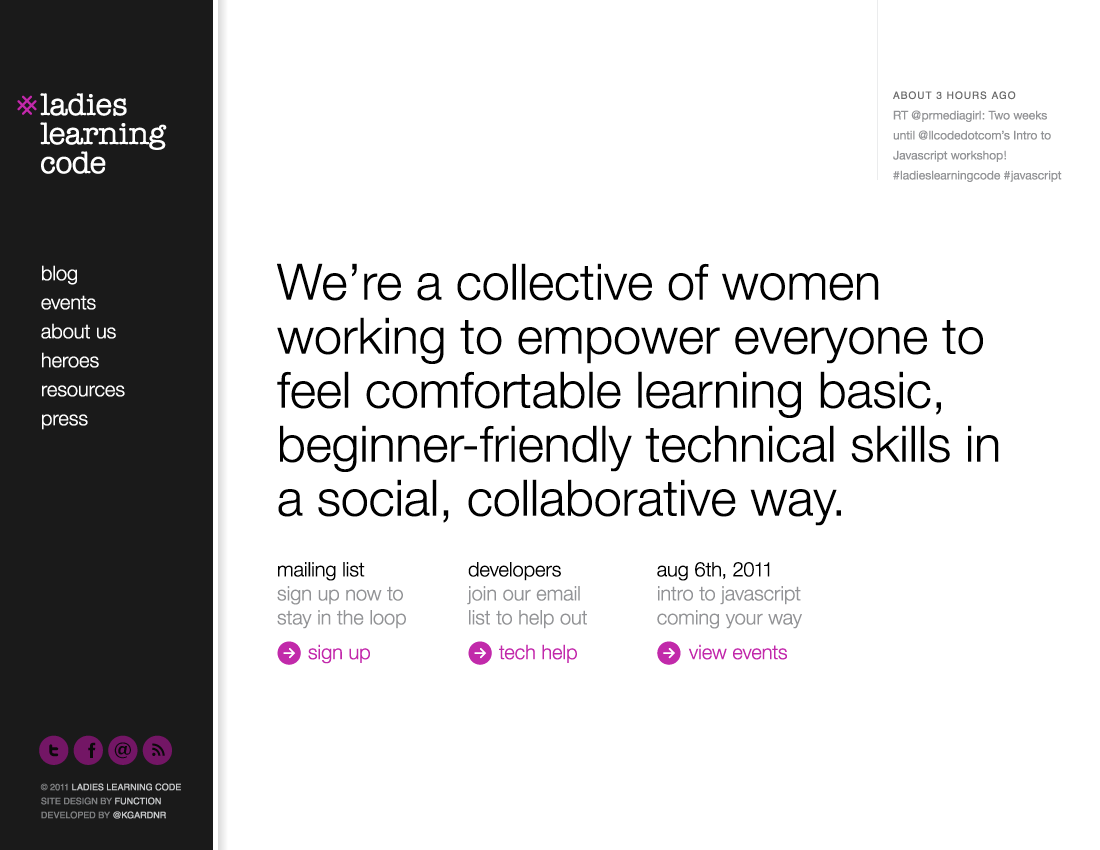 ladies
learning
code
blog
events
about us
heroes
resources
press
© 2011 LADIES LEARNING CODE
SITE DESIGN BY FUNCTION
DEVELOPED BY @KGARDNR
ABOUT 3 HOURS AGO
RT @prmediagirl: Two weeks
until @llcodedotcom's Intro to
Javascript workshop!
#ladieslearningcode #javascript
We’re a collective of women
working to empower everyone to
feel comfortable learning basic,
beginner-friendly technical skills in
a social, collaborative way.
mailing list
sign up now to
stay in the loop
sign up
developers
join our email
list to help out
tech help
aug 6th, 2011
intro to javascript
coming your way
view events